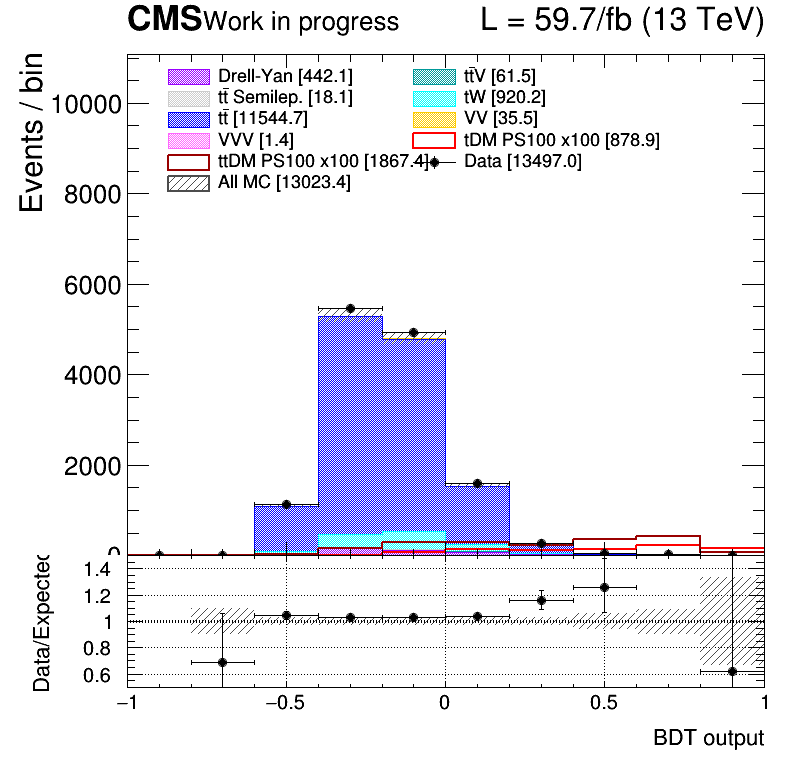 CMS Work in progress L = 59.7/fb (13 TeV)
Events / bin
Drell-Yan [442.1] tt̄V [61.5]
tt̄ Semilep. [18.1] tW [920.2]
tt̄ [11544.7] VV [35.5]
VVV [1.4] tDM PS100 x100 [878.9]
ttDM PS100 x100 [1867.4] Data [13497.0]
All MC [13023.4]
10000
8000
6000
4000
2000
0
Data/Expected
1.4
1.2
1
0.8
0.6
−1 −0.5 0 0.5 1
BDT output